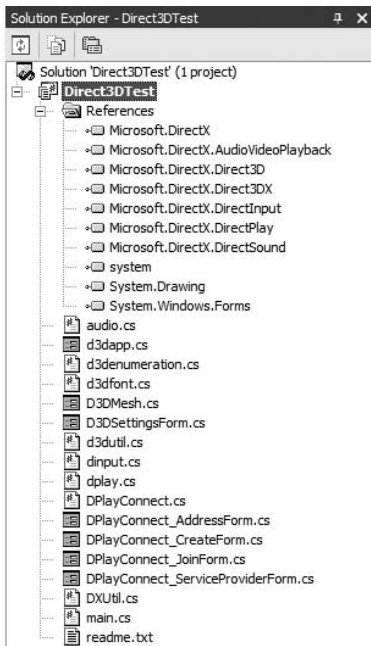 Solution Explorer - Direct3DTest
Solution 'Direct3DTest' (1 project)
Direct3DTest
References
Microsoft.DirectX
Microsoft.DirectX.AudioVideoPlayback
Microsoft.DirectX.Direct3D
Microsoft.DirectX.Direct3DX
Microsoft.DirectX.DirectInput
Microsoft.DirectX.DirectPlay
Microsoft.DirectX.DirectSound
system
System.Drawing
System.Windows.Forms
audio.cs
d3dapp.cs
d3denumeration.cs
d3dfont.cs
D3DMesh.cs
D3DSettingsForm.cs
d3dutil.cs
dinput.cs
dplay.cs
DPlayConnect.cs
DPlayConnect_AddressForm.cs
DPlayConnect_CreateForm.cs
DPlayConnect_JoinForm.cs
DPlayConnect_ServiceProviderForm.cs
DXUtil.cs
main.cs
readme.txt